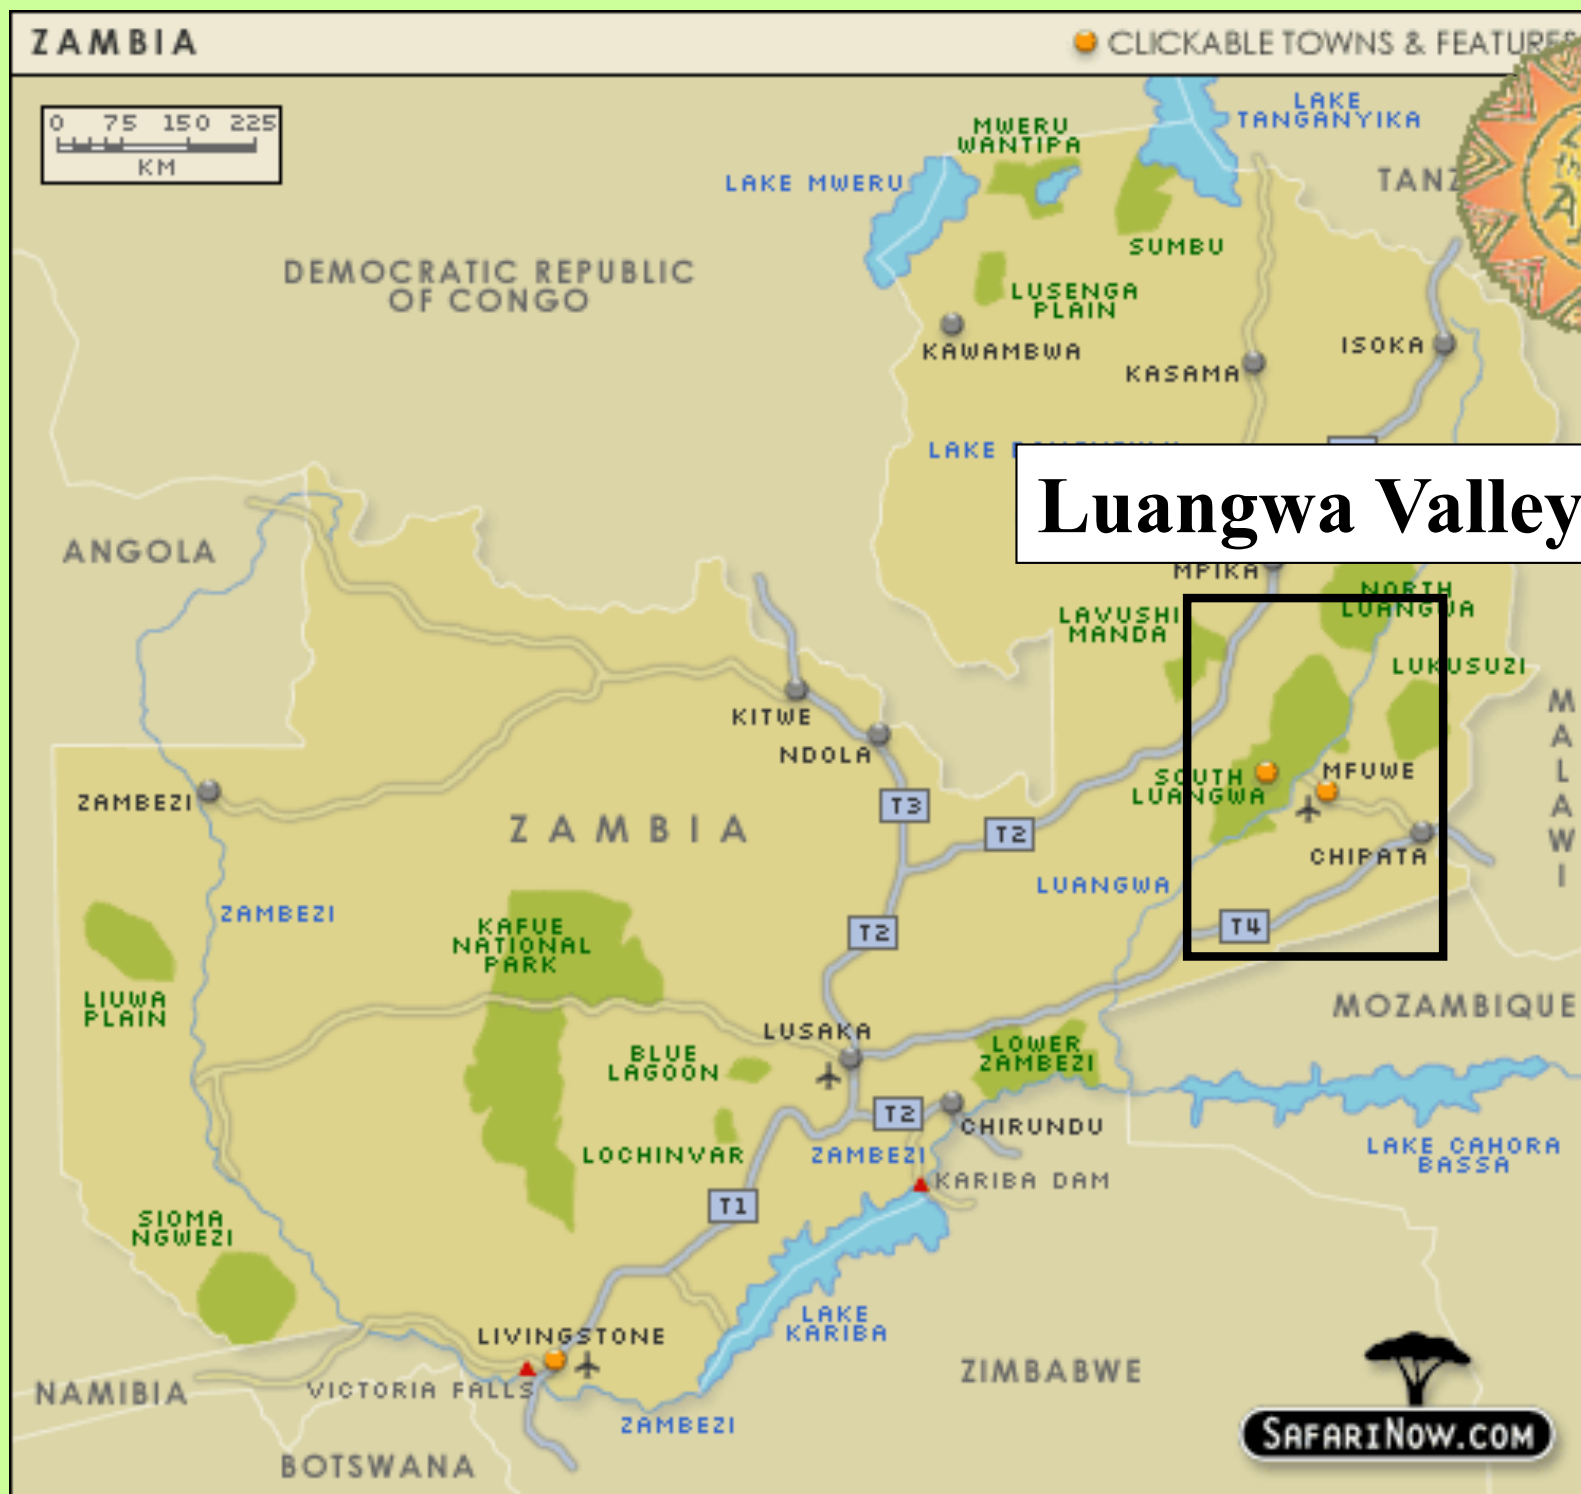 ZAMBIA
CLICKABLE TOWNS & FEATURES
0 75 150 225
KM
LAKE
TANGANYIKA
MWERU
WANTIPA
LAKE MWERU
SUMBU
DEMOCRATIC REPUBLIC
OF CONGO
LUSENGA
PLAIN
KAWAMBWA
KASAMA
ISOKA
LAKE
Luangwa Valley
ANGOLA
MPIKA
NORTH
LUANGWA
LAVUSHI
MANDA
LUKUSUZI
MALAWI
KITWE
NDOLA
ZAMBEZI
T3
T2
ZAMBIA
SOUTH
LUANGWA
MFUWE
CHIPATA
LUANGWA
ZAMBEZI
KAFUE
NATIONAL
PARK
T2
T4
LIUWA
PLAIN
MOZAMBIQUE
LUSAKA
LOWER
ZAMBEZI
BLUE
LAGOON
T2
CHIRUNDU
LOCHINVAR
ZAMBEZI
KARIBA DAM
LAKE CAHORA
BASSA
T1
SIOMA
NGWEZI
LAKE
KARIBA
LIVINGSTONE
VICTORIA FALLS
ZIMBABWE
NAMIBIA
ZAMBEZI
BOTSWANA
SAFARINOW.COM